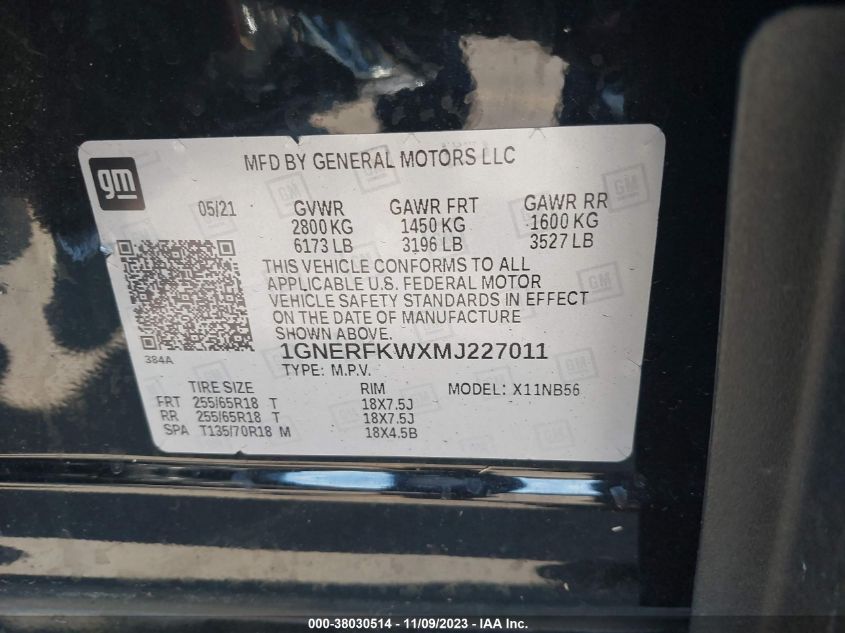 gm
MFD BY GENERAL MOTORS LLC
05/21 GVWR GAWR FRT GAWR RR
2800 KG 1450 KG 1600 KG
6173 LB 3196 LB 3527 LB
THIS VEHICLE CONFORMS TO ALL
APPLICABLE U.S. FEDERAL MOTOR
VEHICLE SAFETY STANDARDS IN EFFECT
ON THE DATE OF MANUFACTURE
SHOWN ABOVE.
384A
1GNERFKWXMJ227011
TYPE: M.P.V.
TIRE SIZE RIM MODEL: X11NB56
FRT 255/65R18 T 18X7.5J
RR 255/65R18 T 18X7.5J
SPA T135/70R18 M 18X4.5B
000-38030514 - 11/09/2023 - IAA Inc.